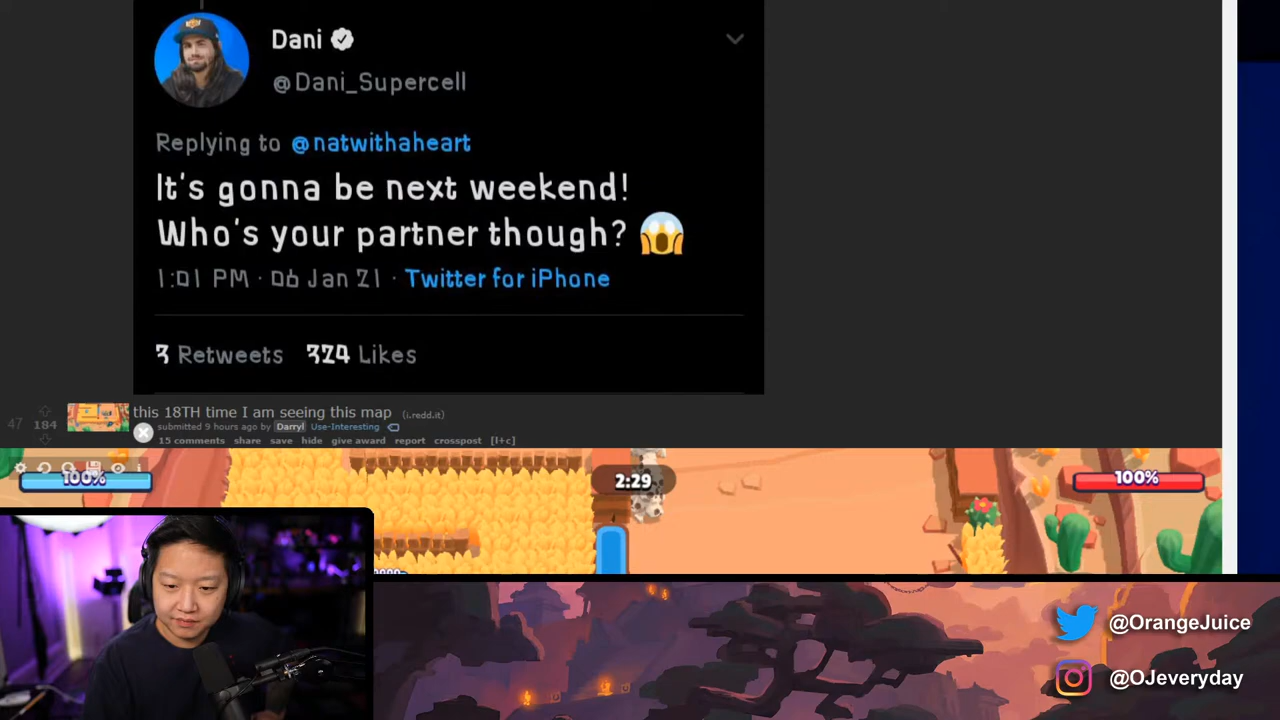 Dani
@Dani_Supercell
Replying to @natwithaheart
It's gonna be next weekend!
Who's your partner though? 😱
1:01 PM · 06 Jan 21 · Twitter for iPhone
3 Retweets 324 Likes
this 18TH time I am seeing this map (i.redd.it)
47 184 submitted 9 hours ago by Darryl Use-Interesting
15 comments share save hide give award report crosspost [l+c]
100% 2:29 100%
@OrangeJuice
@OJeveryday